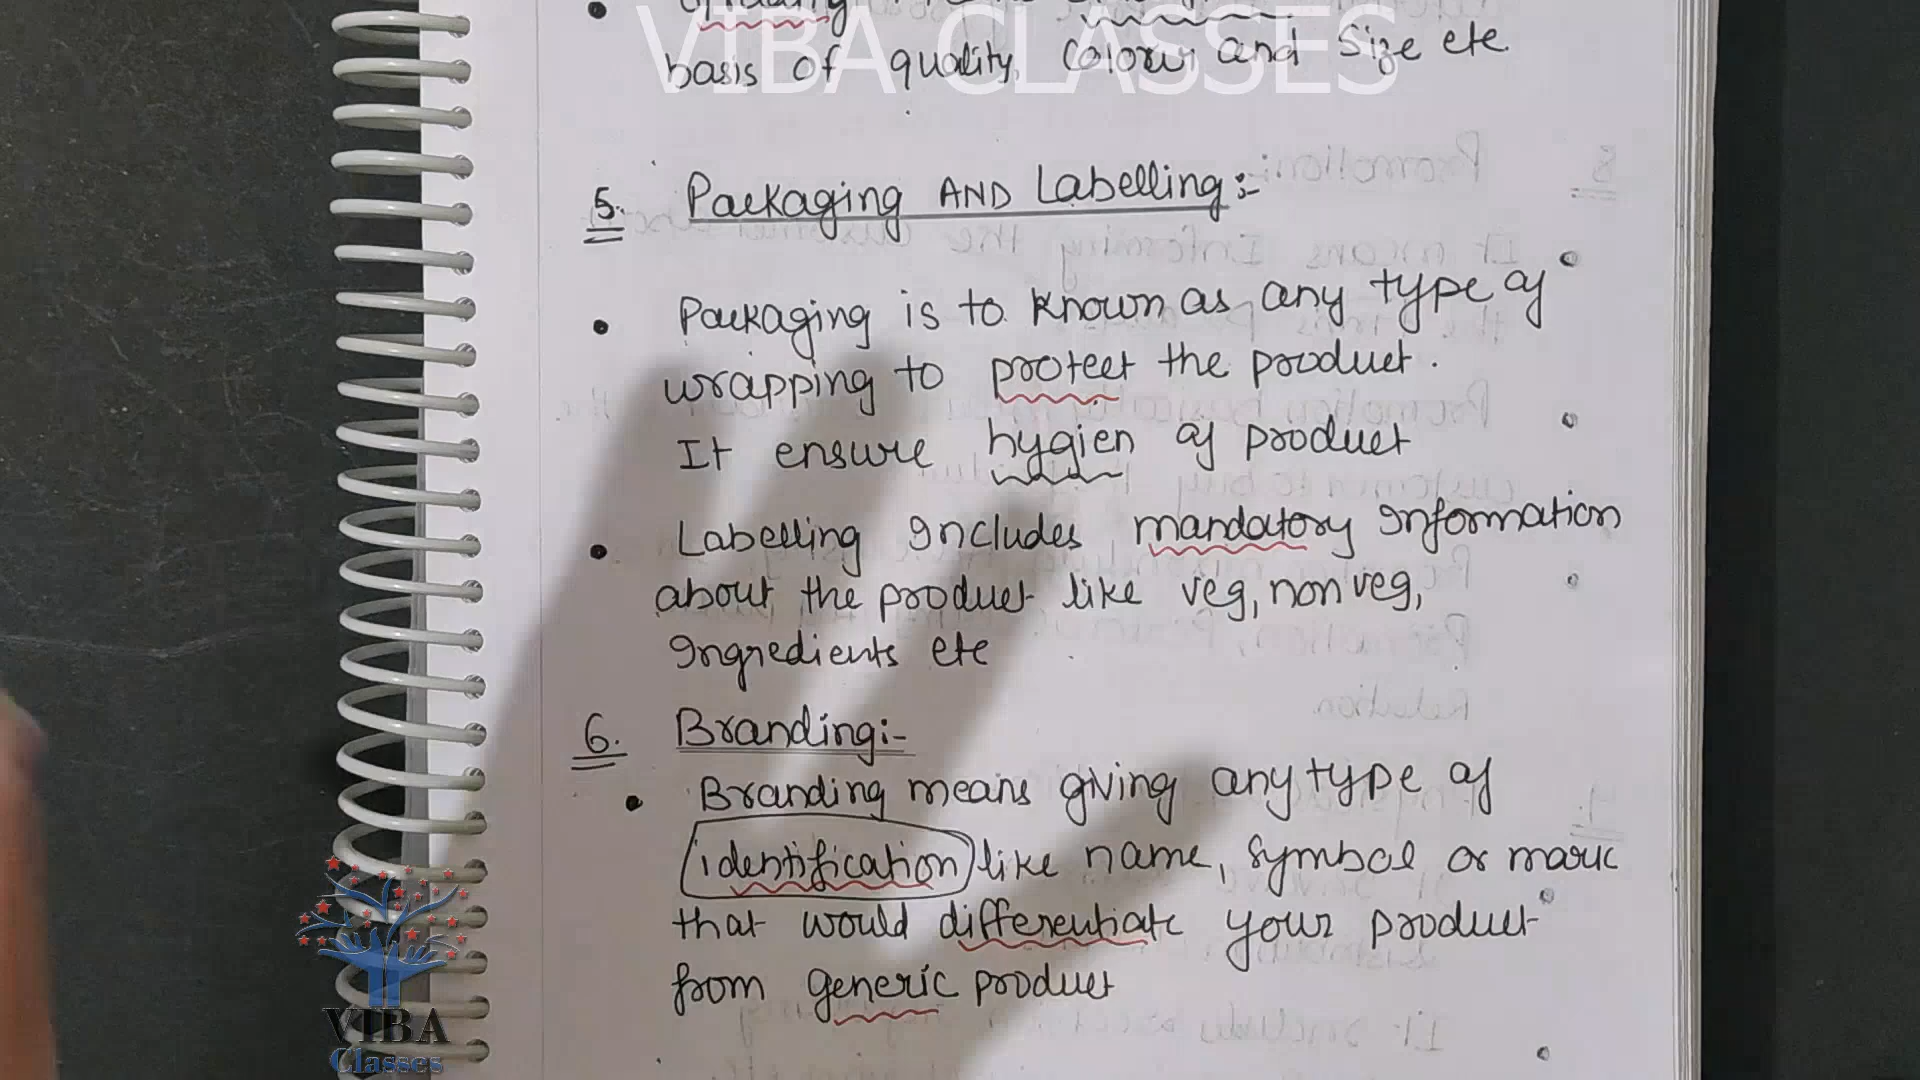 VIBA CLASSES
basis of quality, colour and Size etc
5. Packaging AND Labelling:-
• Packaging is to known as any type of
wrapping to protect the product.
It ensure hygien of product
• Labelling Includes mandatory Information
about the product like veg, non veg,
Ingredients etc
6. Branding:-
• Branding means giving any type of
identification like name, Symbol or mark
that would differentiate your product
from generic product
VIBA
Classes